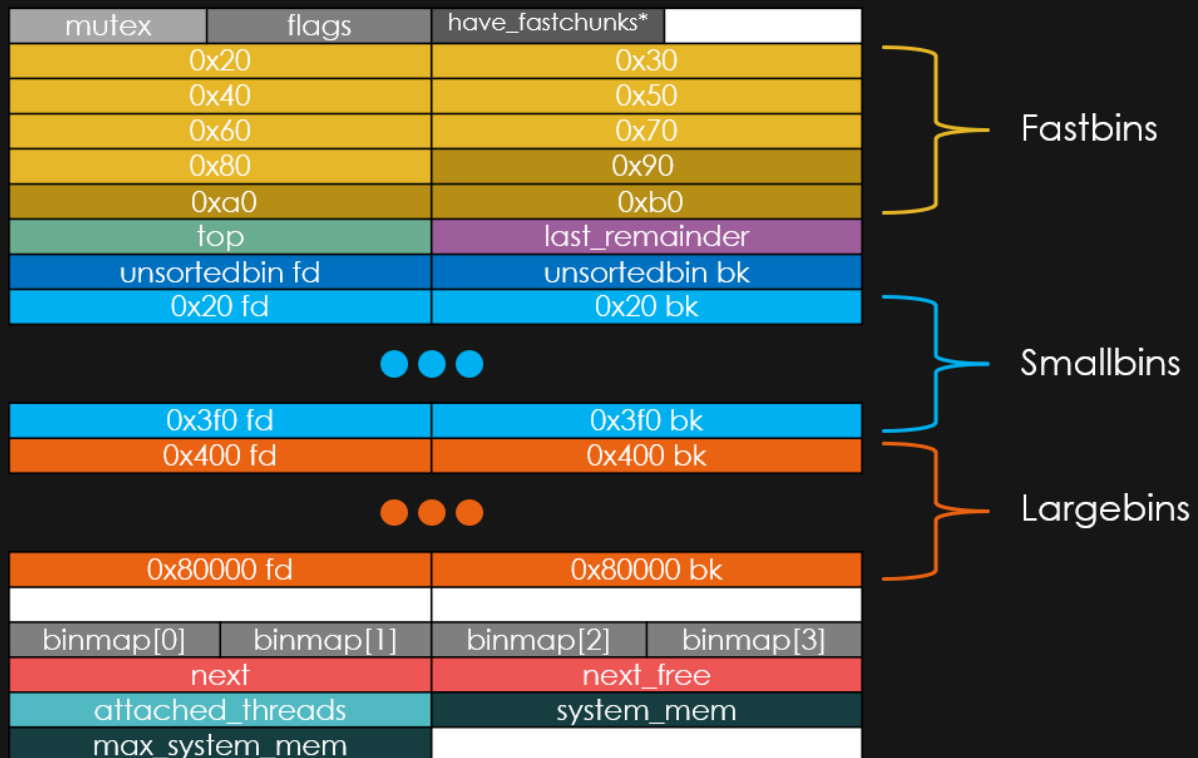 mutex flags have_fastchunks*
0x20 0x30
0x40 0x50
0x60 0x70
0x80 0x90
0xa0 0xb0
Fastbins
top last_remainder
unsortedbin fd unsortedbin bk
0x20 fd 0x20 bk
Smallbins
0x3f0 fd 0x3f0 bk
0x400 fd 0x400 bk
Largebins
0x80000 fd 0x80000 bk
binmap[0] binmap[1] binmap[2] binmap[3]
next next_free
attached_threads system_mem
max_system_mem